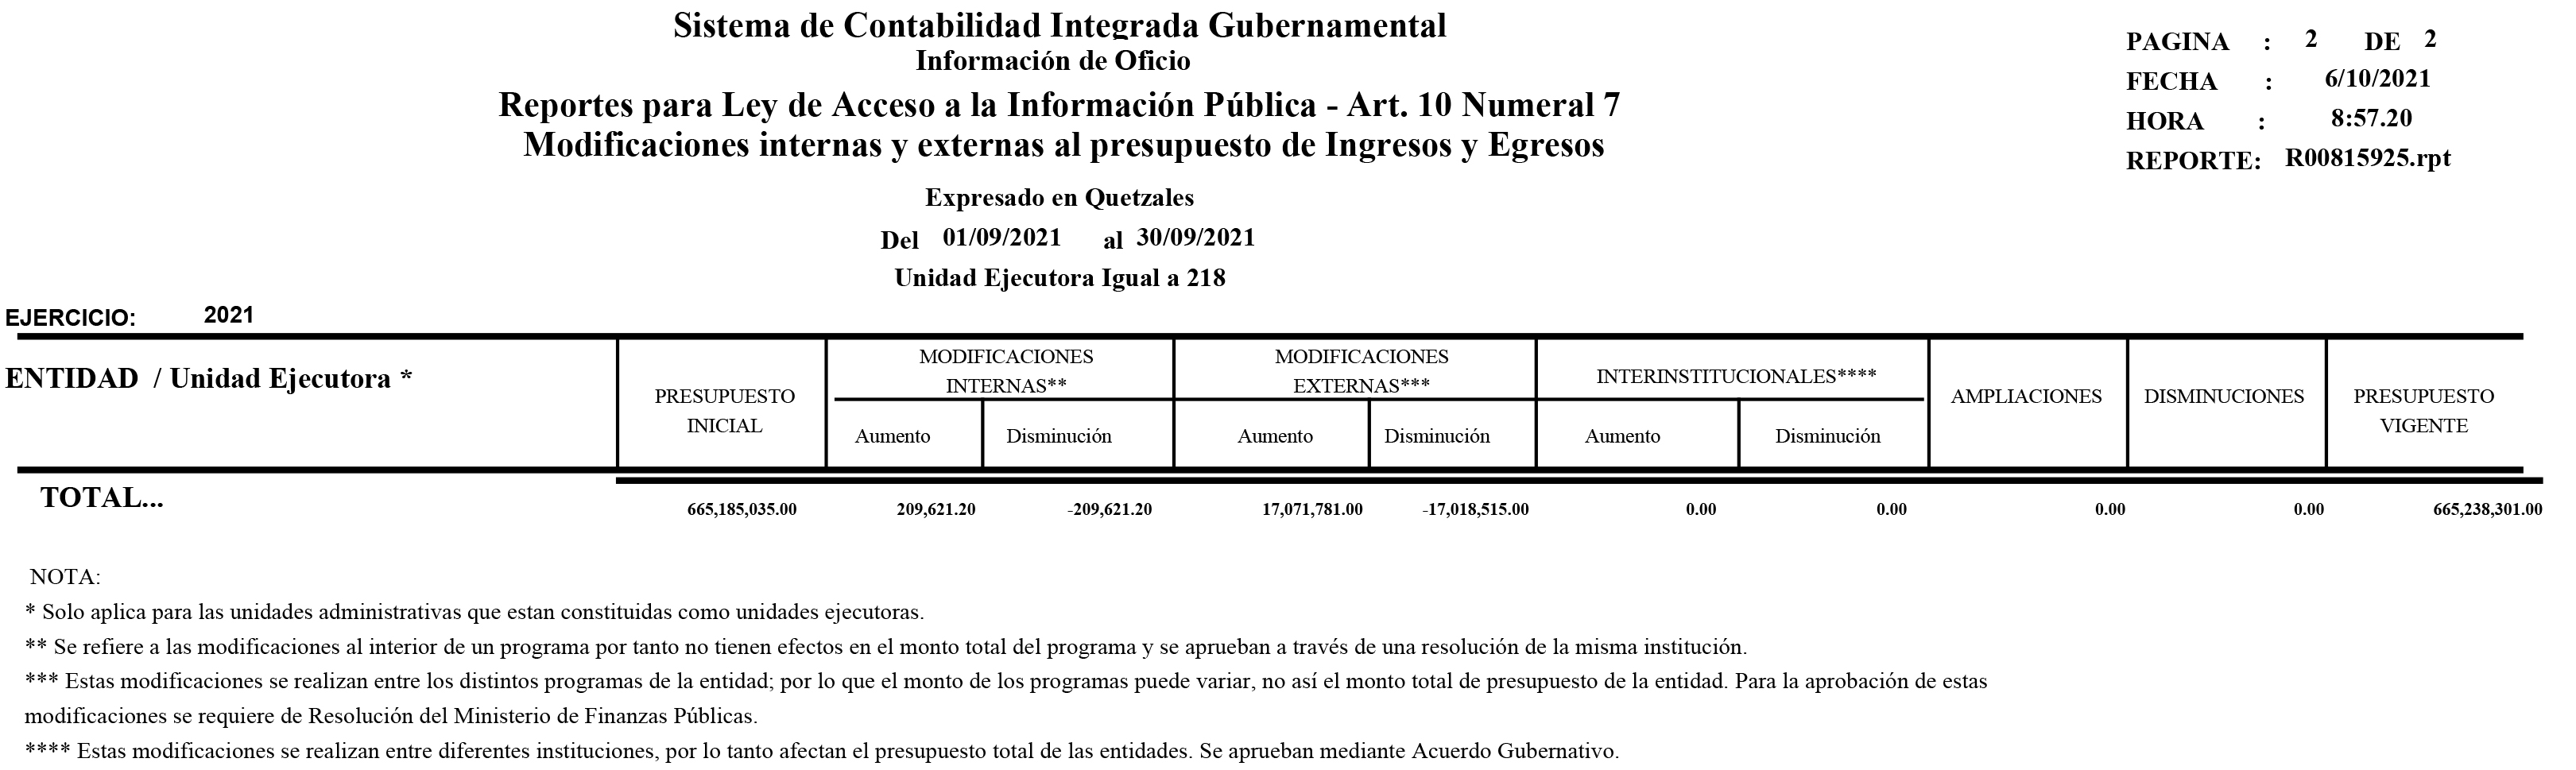 Sistema de Contabilidad Integrada Gubernamental
Información de Oficio
Reportes para Ley de Acceso a la Información Pública - Art. 10 Numeral 7
Modificaciones internas y externas al presupuesto de Ingresos y Egresos
Expresado en Quetzales
Del 01/09/2021 al 30/09/2021
Unidad Ejecutora Igual a 218
PAGINA : 2 DE 2
FECHA : 6/10/2021
HORA : 8:57.20
REPORTE: R00815925.rpt
EJERCICIO: 2021
ENTIDAD / Unidad Ejecutora *
PRESUPUESTO
INICIAL
MODIFICACIONES
INTERNAS**
Aumento Disminución
MODIFICACIONES
EXTERNAS***
Aumento Disminución
INTERINSTITUCIONALES****
Aumento Disminución
AMPLIACIONES
DISMINUCIONES
PRESUPUESTO
VIGENTE
TOTAL... 665,185,035.00 209,621.20 -209,621.20 17,071,781.00 -17,018,515.00 0.00 0.00 0.00 0.00 665,238,301.00
NOTA:
* Solo aplica para las unidades administrativas que estan constituidas como unidades ejecutoras.
** Se refiere a las modificaciones al interior de un programa por tanto no tienen efectos en el monto total del programa y se aprueban a través de una resolución de la misma institución.
*** Estas modificaciones se realizan entre los distintos programas de la entidad; por lo que el monto de los programas puede variar, no así el monto total de presupuesto de la entidad. Para la aprobación de estas
modificaciones se requiere de Resolución del Ministerio de Finanzas Públicas.
**** Estas modificaciones se realizan entre diferentes instituciones, por lo tanto afectan el presupuesto total de las entidades. Se aprueban mediante Acuerdo Gubernativo.